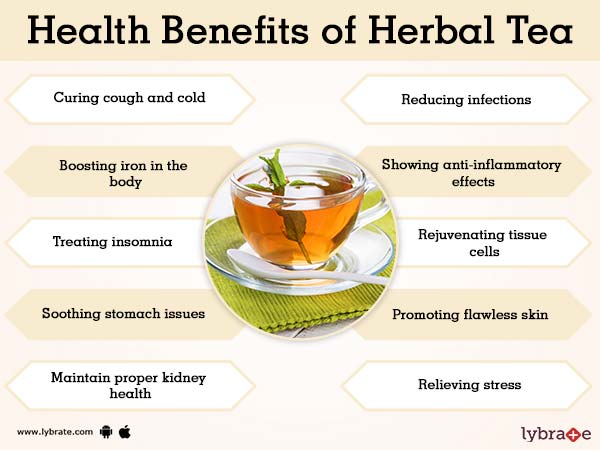 Health Benefits of Herbal Tea
Curing cough and cold
Reducing infections
Boosting iron in the
body
Showing anti-inflammatory
effects
Treating insomnia
Rejuvenating tissue
cells
Soothing stomach issues
Promoting flawless skin
Maintain proper kidney
health
Relieving stress
www.lybrate.com
lybrate